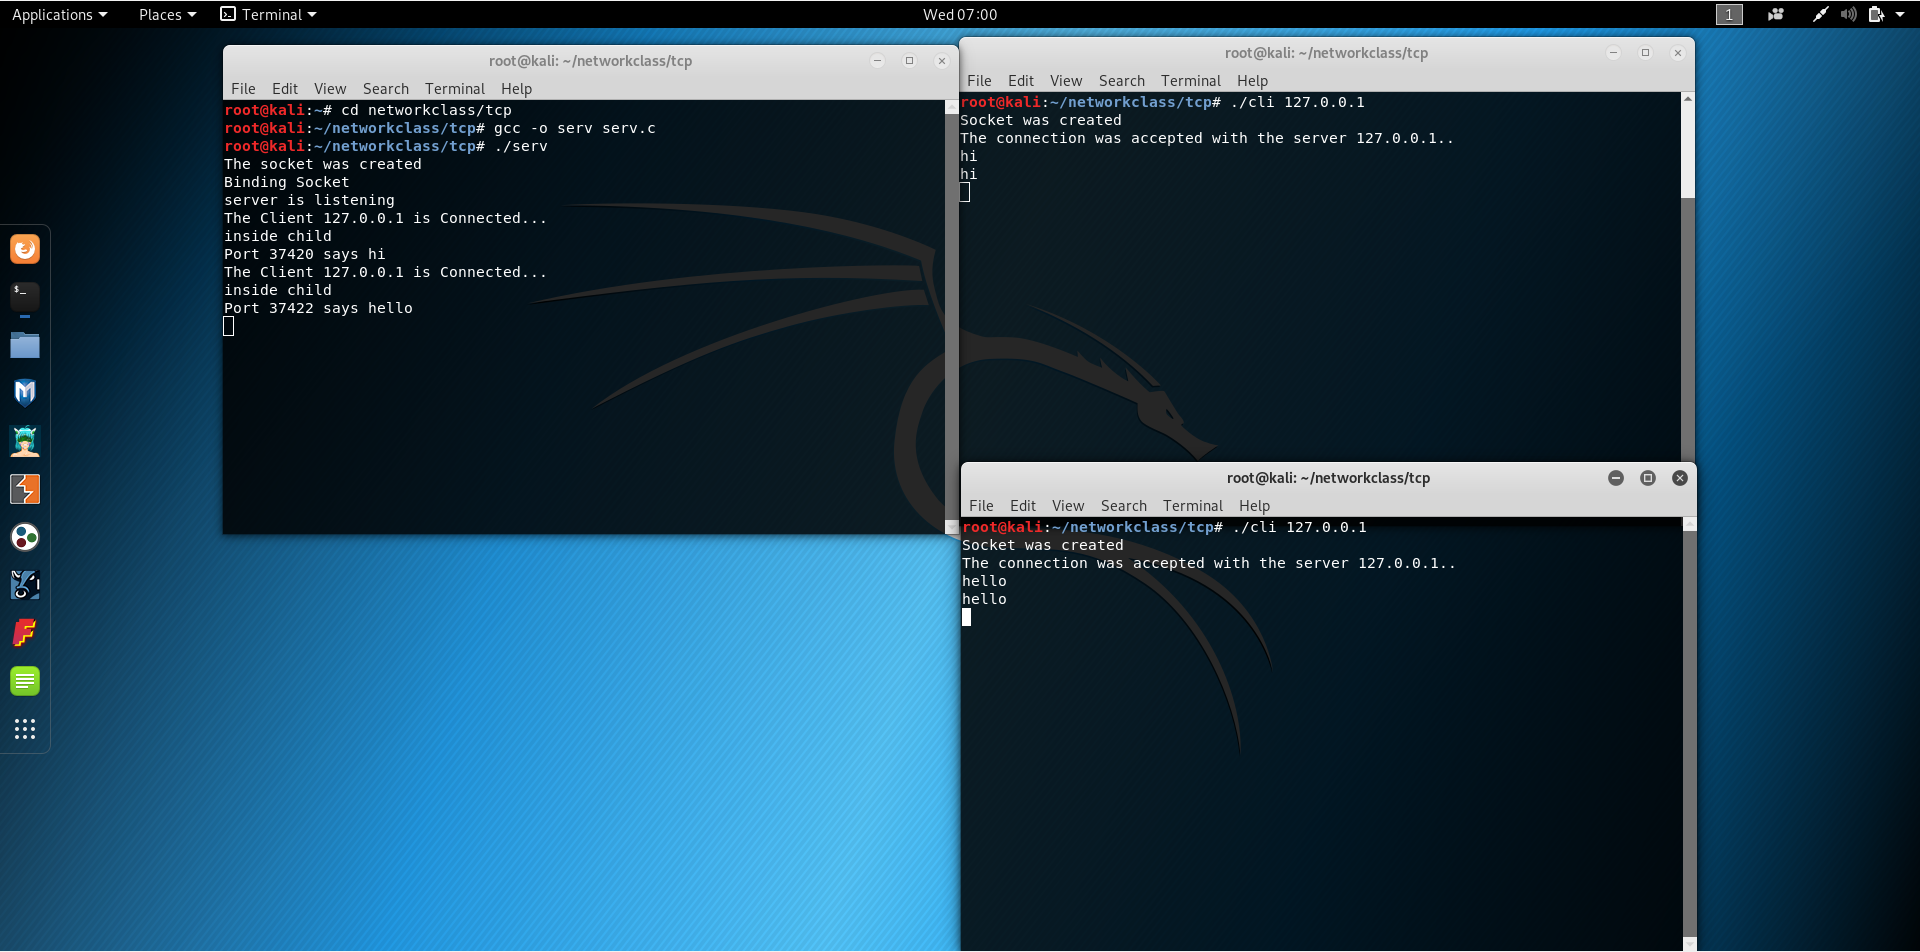 Applications Places Terminal Wed 07:00 1
root@kali: ~/networkclass/tcp
File Edit View Search Terminal Help
root@kali:~# cd networkclass/tcp
root@kali:~/networkclass/tcp# gcc -o serv serv.c
root@kali:~/networkclass/tcp# ./serv
The socket was created
Binding Socket
server is listening
The Client 127.0.0.1 is Connected...
inside child
Port 37420 says hi
The Client 127.0.0.1 is Connected...
inside child
Port 37422 says hello
root@kali: ~/networkclass/tcp
File Edit View Search Terminal Help
root@kali:~/networkclass/tcp# ./cli 127.0.0.1
Socket was created
The connection was accepted with the server 127.0.0.1..
hi
hi
root@kali: ~/networkclass/tcp
File Edit View Search Terminal Help
root@kali:~/networkclass/tcp# ./cli 127.0.0.1
Socket was created
The connection was accepted with the server 127.0.0.1..
hello
hello
$_
M
F